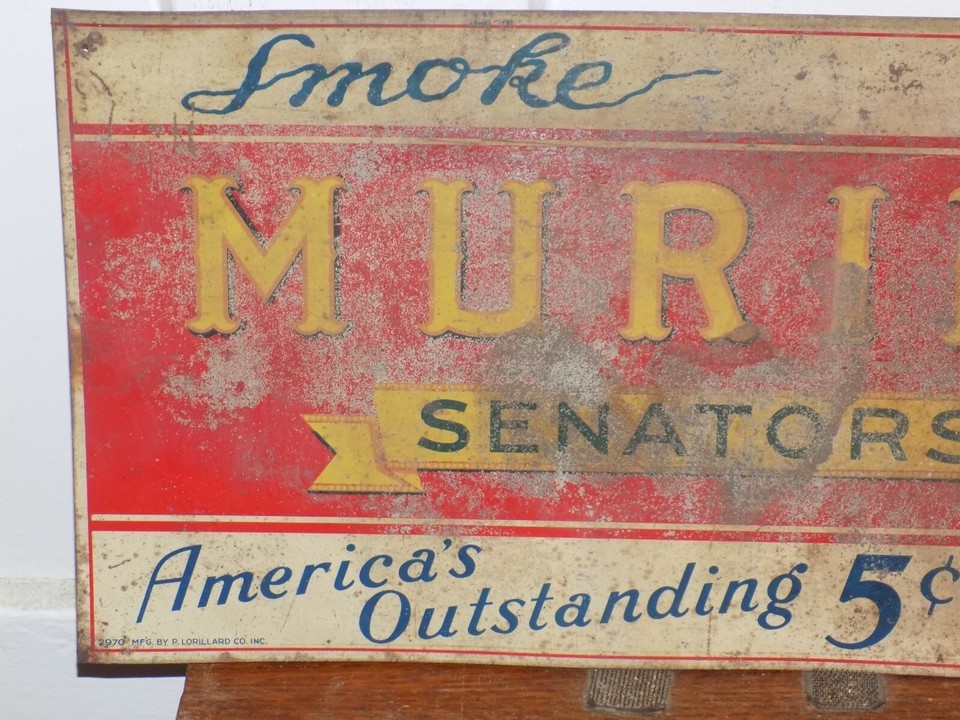 Smoke
MURI
SENATORS
America's
Outstanding 5¢
2970 MFG. BY P. LORILLARD CO. INC.